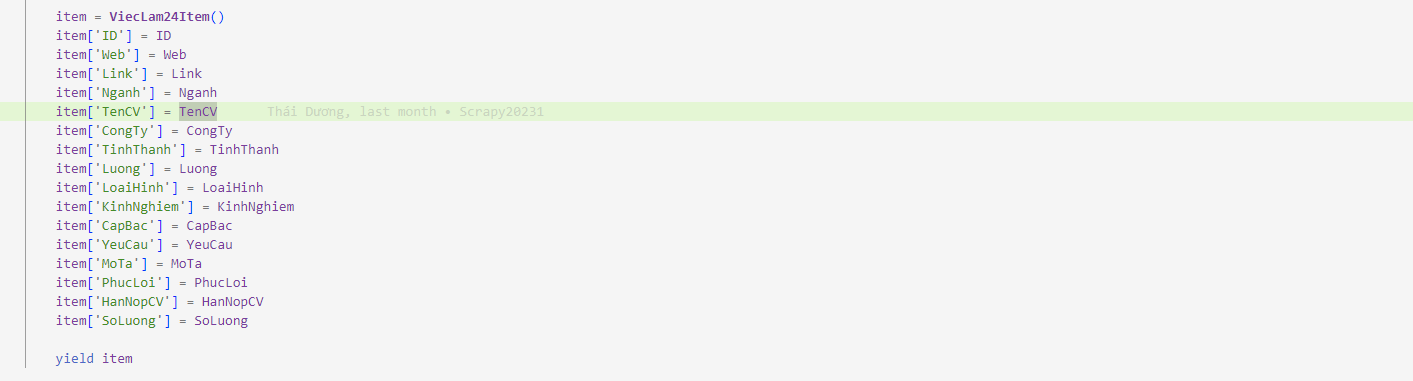 item = ViecLam24Item()
item['ID'] = ID
item['Web'] = Web
item['Link'] = Link
item['Nganh'] = Nganh
item['TenCV'] = TenCV Thái Dương, last month • Scrapy20231
item['CongTy'] = CongTy
item['TinhThanh'] = TinhThanh
item['Luong'] = Luong
item['LoaiHinh'] = LoaiHinh
item['KinhNghiem'] = KinhNghiem
item['CapBac'] = CapBac
item['YeuCau'] = YeuCau
item['MoTa'] = MoTa
item['PhucLoi'] = PhucLoi
item['HanNopCV'] = HanNopCV
item['SoLuong'] = SoLuong
yield item